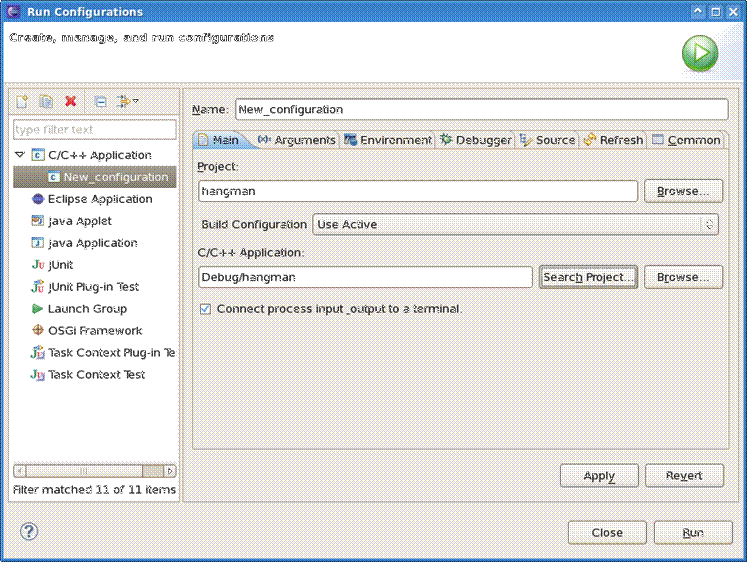 Run Configurations
Create, manage, and run configurations
type filter text
C/C++ Application
New_configuration
Eclipse Application
Java Applet
Java Application
JUnit
JUnit Plug-in Test
Launch Group
OSGi Framework
Task Context Plug-in Te
Task Context Test
Filter matched 11 of 11 items
Name: New_configuration
Main Arguments Environment Debugger Source Refresh Common
Project:
hangman Browse...
Build Configuration Use Active
C/C++ Application:
Debug/hangman Search Project... Browse...
Connect process input_output to a terminal.
Apply Revert
? Close Run